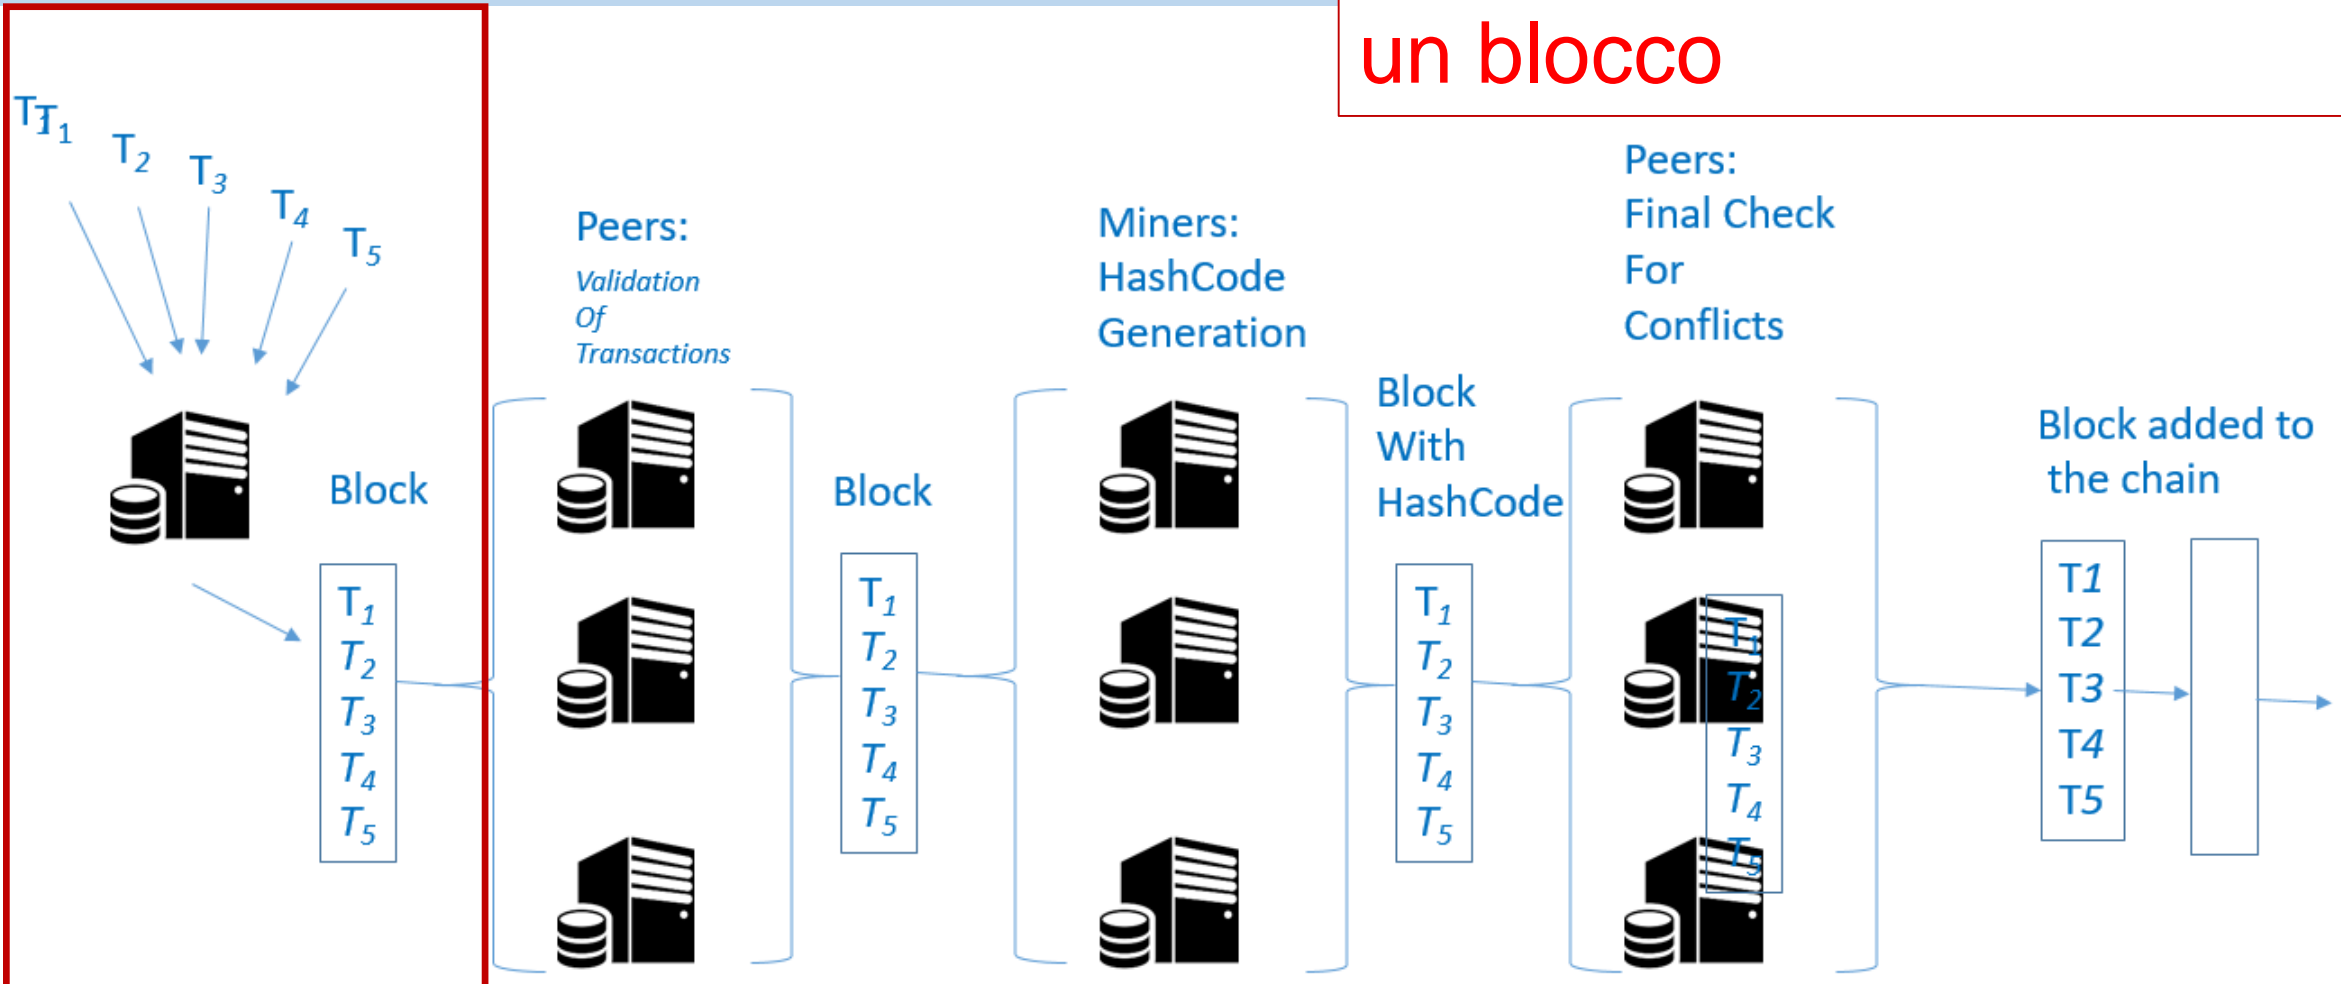 un blocco
T1
T1
T2
T3
T4
T5
Block
T1
T2
T3
T4
T5
Peers:
Validation
Of
Transactions
Block
T1
T2
T3
T4
T5
Miners:
HashCode
Generation
Block
With
HashCode
T1
T2
T3
T4
T5
Peers:
Final Check
For
Conflicts
T1
T2
T3
T4
T5
Block added to
the chain
T1
T2
T3
T4
T5